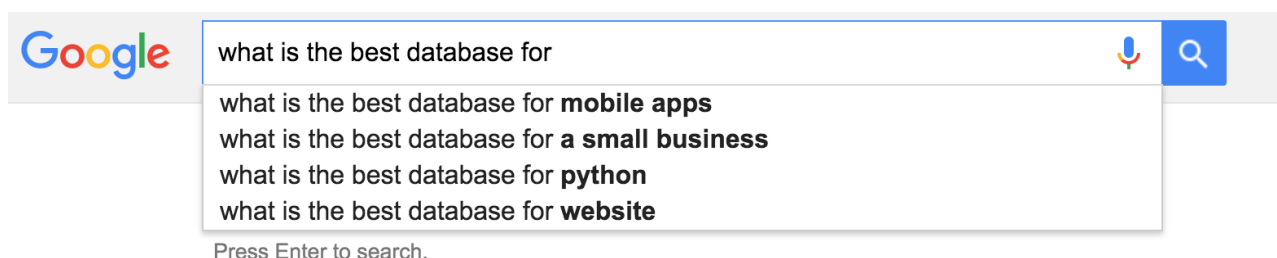 Google what is the best database for
what is the best database for mobile apps
what is the best database for a small business
what is the best database for python
what is the best database for website
Press Enter to search.